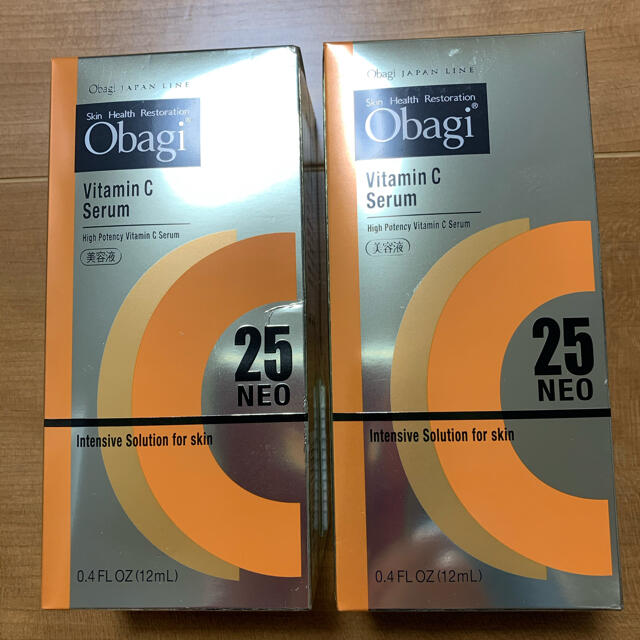 Obagi JAPAN LINE
Skin Health Restoration
Obagi®
Vitamin C
Serum
High Potency Vitamin C Serum
美容液
25
NEO
Intensive Solution for skin
0.4 FL OZ (12mL)
Obagi JAPAN LINE
Skin Health Restoration
Obagi®
Vitamin C
Serum
High Potency Vitamin C Serum
美容液
25
NEO
Intensive Solution for skin
0.4 FL OZ (12mL)